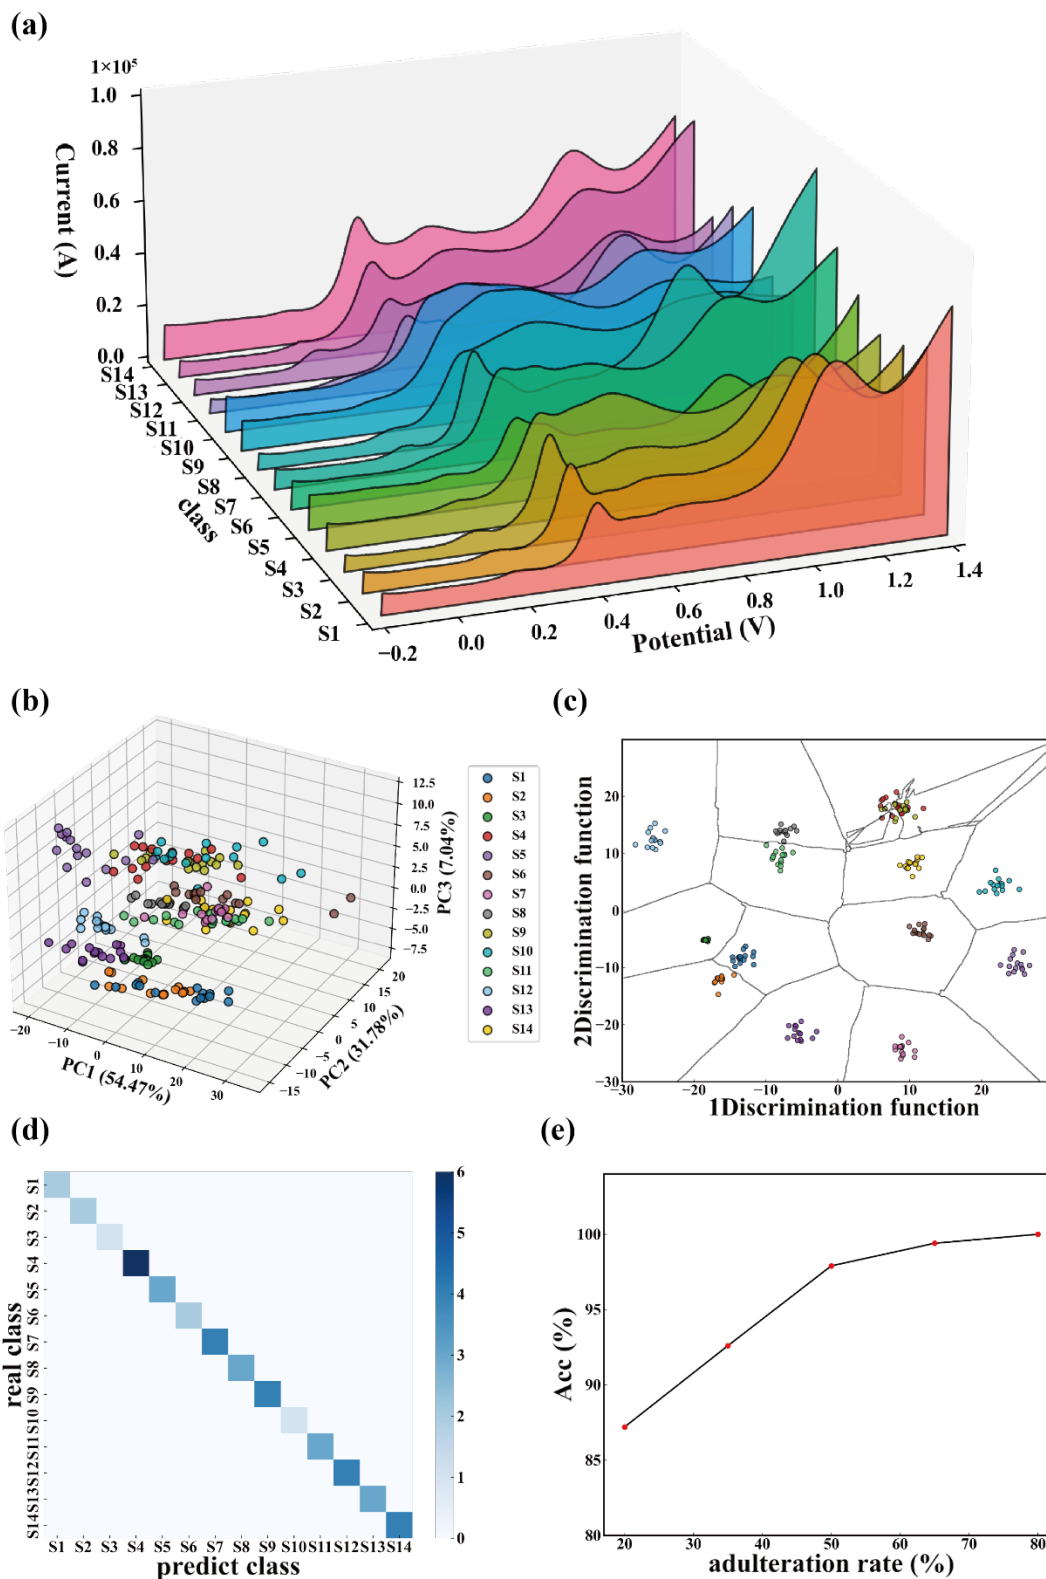 (a)
1×10⁵
1.0
0.8
0.6
0.4
0.2
0.0
Current (A)
S14
S13
S12
S11
S10
S9
S8
S7
S6
S5
S4
S3
S2
S1
class
−0.2
0.0
0.2
0.4
0.6
0.8
1.0
1.2
1.4
Potential (V)
(b)
12.5
10.0
7.5
5.0
2.5
0.0
−2.5
−5.0
−7.5
PC3 (7.04%)
−20
−10
0
10
20
30
PC1 (54.47%)
−15
−10
−5
0
5
10
15
20
PC2 (31.78%)
S1
S2
S3
S4
S5
S6
S7
S8
S9
S10
S11
S12
S13
S14
(c)
20
10
0
−10
−20
−30
2Discrimination function
−30
−20
−10
0
10
20
1Discrimination function
(d)
S1
S2
S3
S4
S5
S6
S7
S8
S9
S10
S11
S12
S13
S14
real class
S1 S2 S3 S4 S5 S6 S7 S8 S9 S10 S11 S12 S13 S14
predict class
6
5
4
3
2
1
0
(e)
100
95
90
85
80
Acc (%)
20 30 40 50 60 70 80
adulteration rate (%)